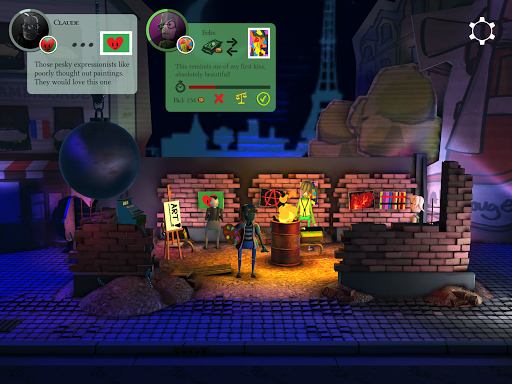 Claude
Those pesky expressionists like
poorly thought out paintings.
They would love this one.
Felix
This reminds me of my first kiss,
absolutely beautiful!
ART